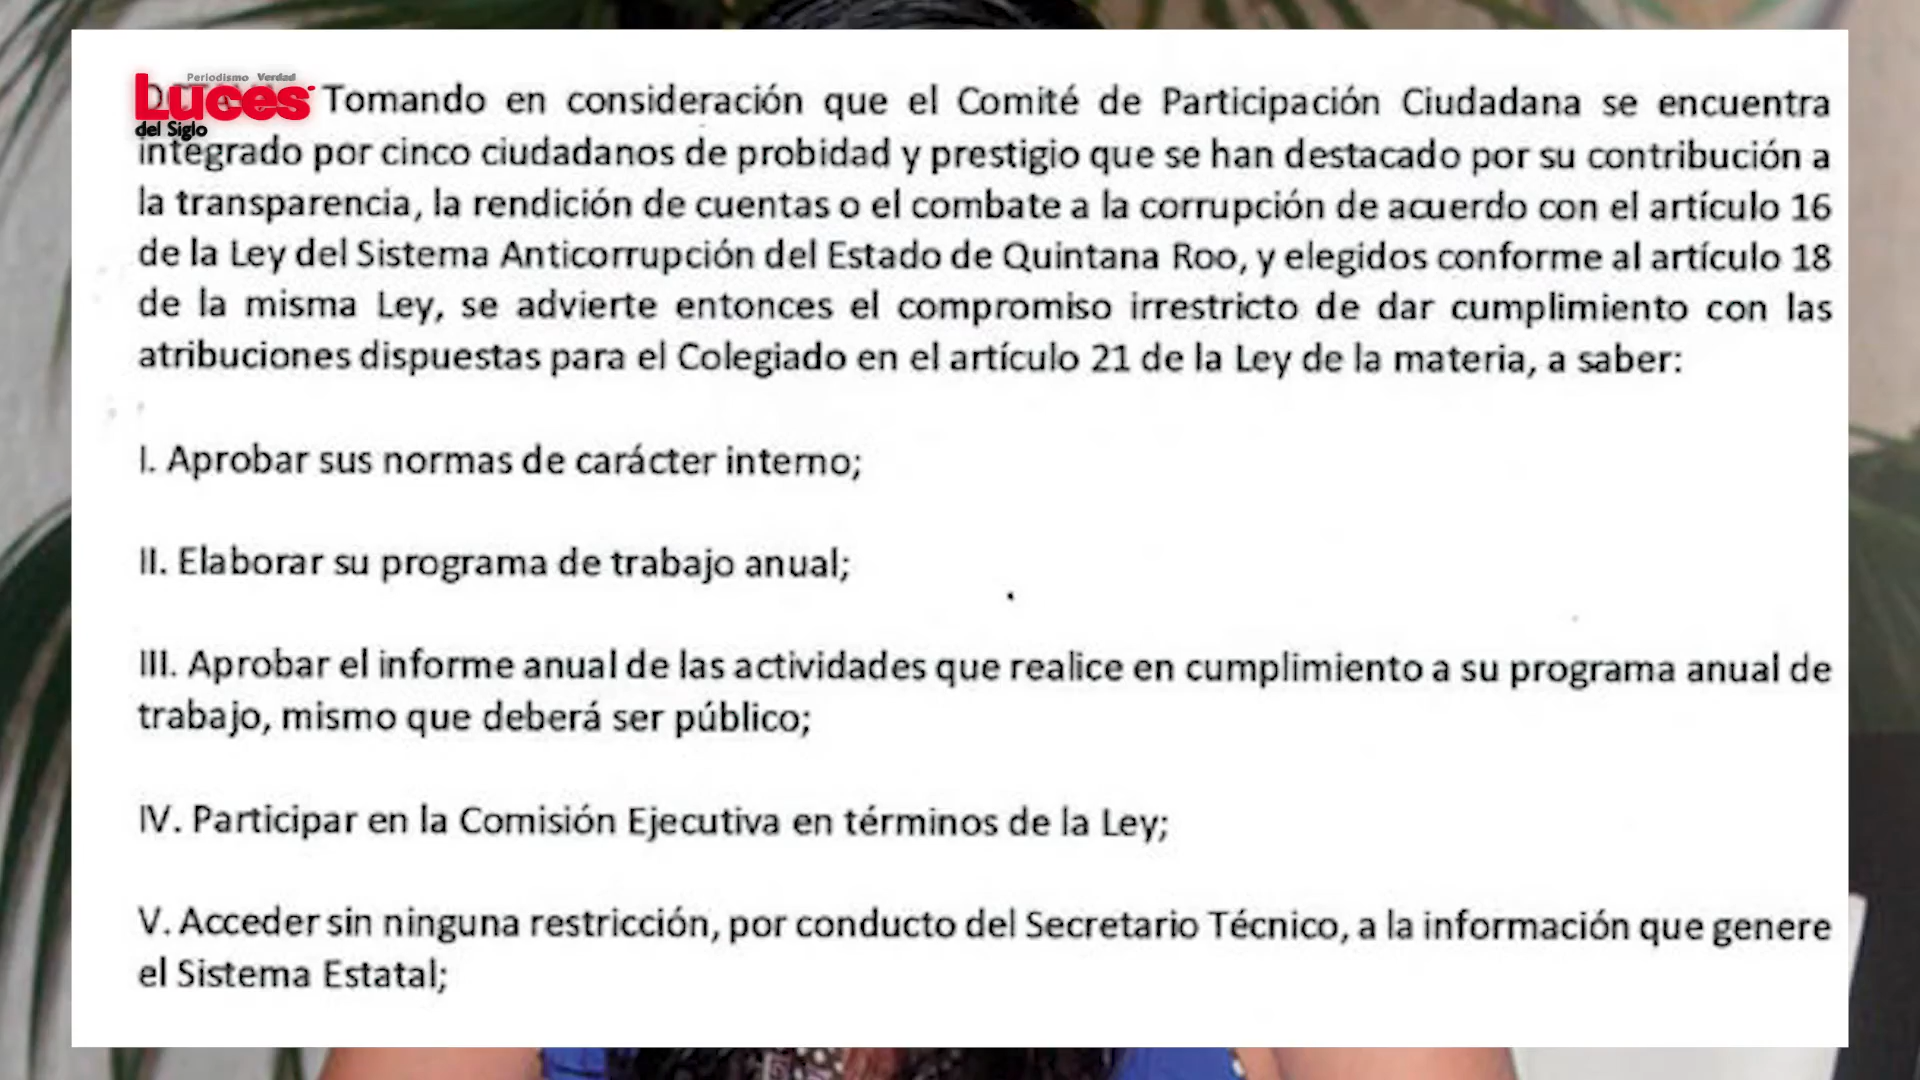 Periodismo Verdad
Luces
del Siglo
Tomando en consideración que el Comité de Participación Ciudadana se encuentra
integrado por cinco ciudadanos de probidad y prestigio que se han destacado por su contribución a
la transparencia, la rendición de cuentas o el combate a la corrupción de acuerdo con el artículo 16
de la Ley del Sistema Anticorrupción del Estado de Quintana Roo, y elegidos conforme al artículo 18
de la misma Ley, se advierte entonces el compromiso irrestricto de dar cumplimiento con las
atribuciones dispuestas para el Colegiado en el artículo 21 de la Ley de la materia, a saber:
I. Aprobar sus normas de carácter interno;
II. Elaborar su programa de trabajo anual;
III. Aprobar el informe anual de las actividades que realice en cumplimiento a su programa anual de
trabajo, mismo que deberá ser público;
IV. Participar en la Comisión Ejecutiva en términos de la Ley;
V. Acceder sin ninguna restricción, por conducto del Secretario Técnico, a la información que genere
el Sistema Estatal;